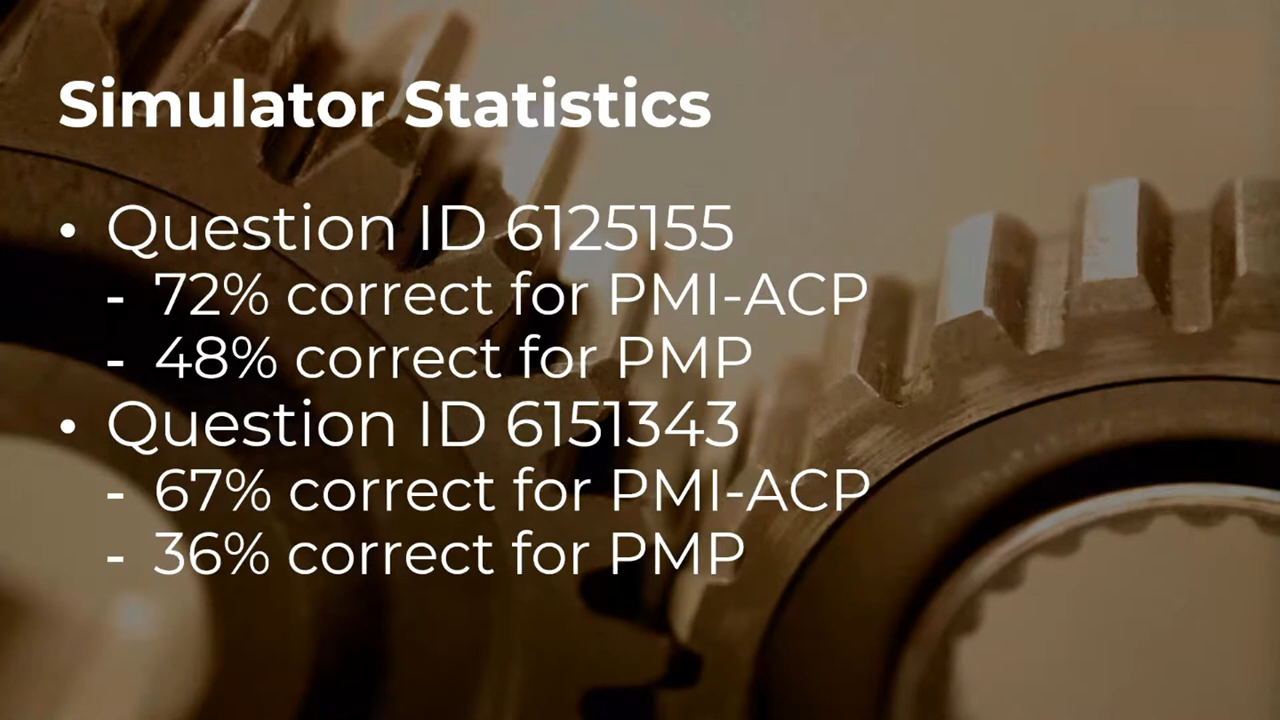 Simulator Statistics
• Question ID 6125155
- 72% correct for PMI-ACP
- 48% correct for PMP
• Question ID 6151343
- 67% correct for PMI-ACP
- 36% correct for PMP